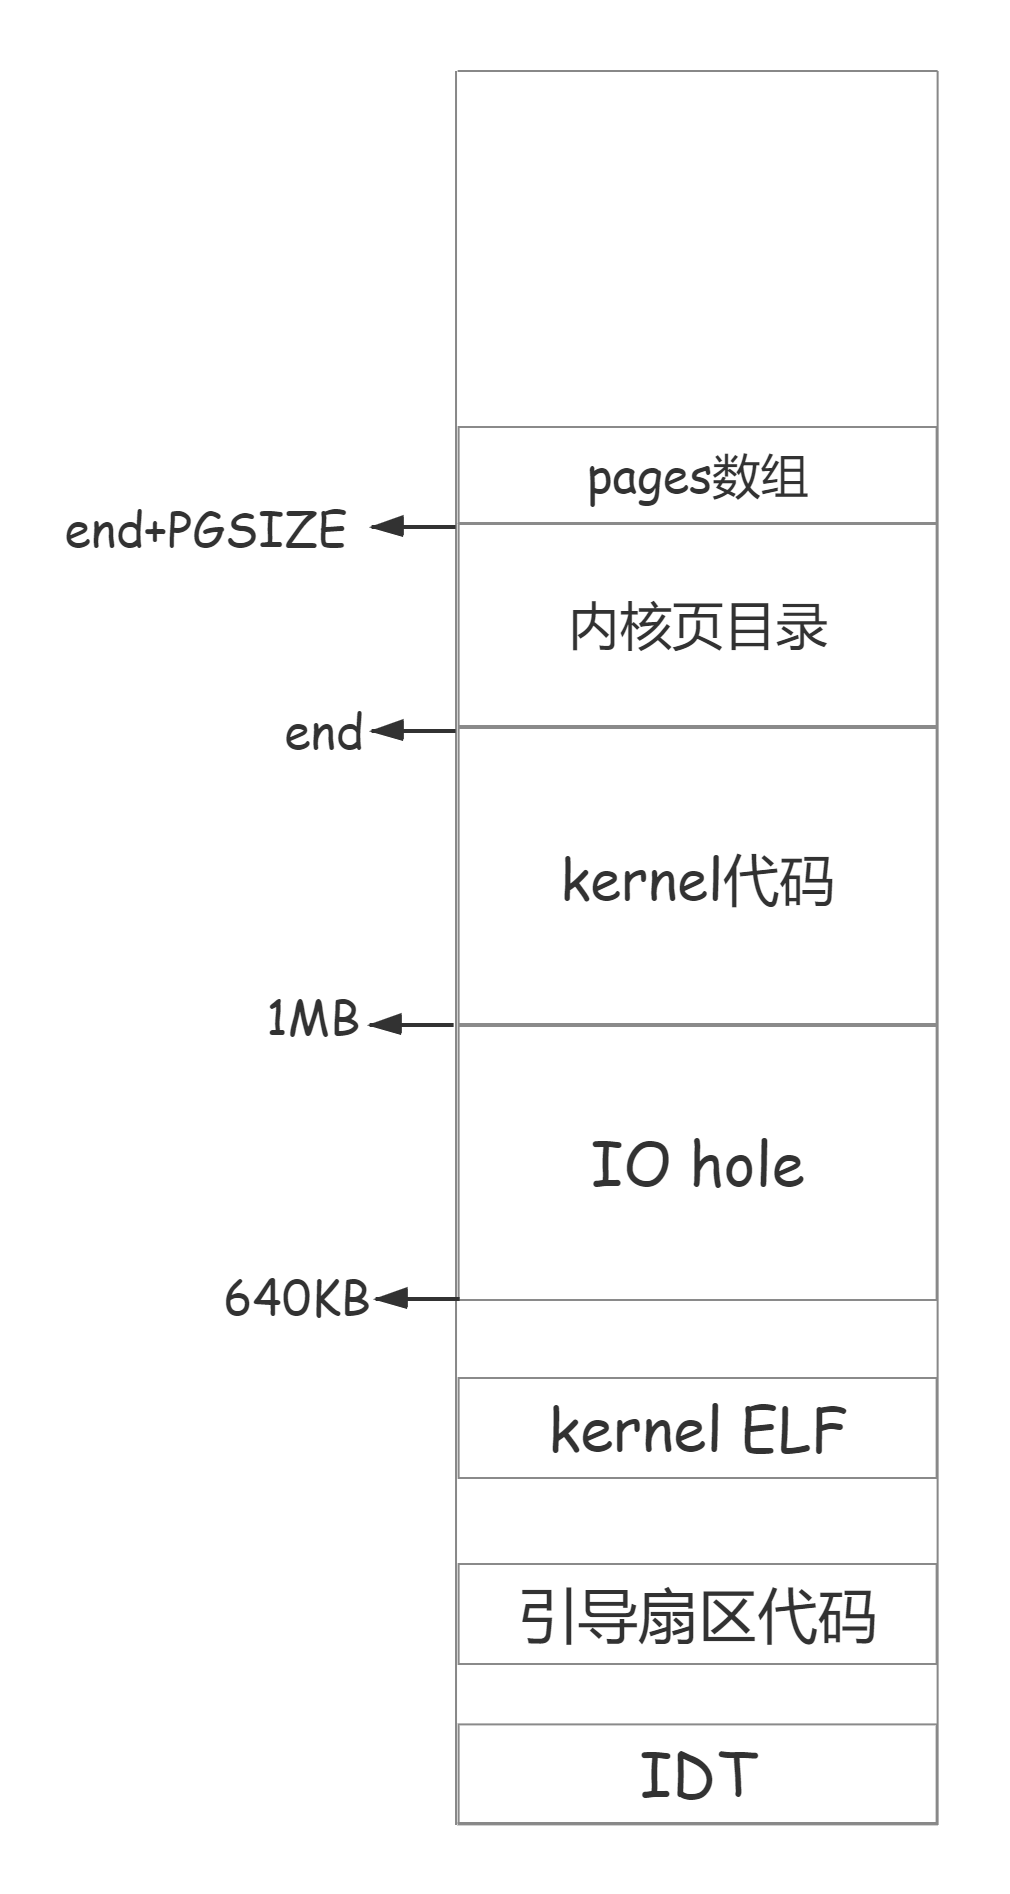 pages数组
end+PGSIZE
内核页目录
end
kernel代码
1MB
IO hole
640KB
kernel ELF
引导扇区代码
IDT